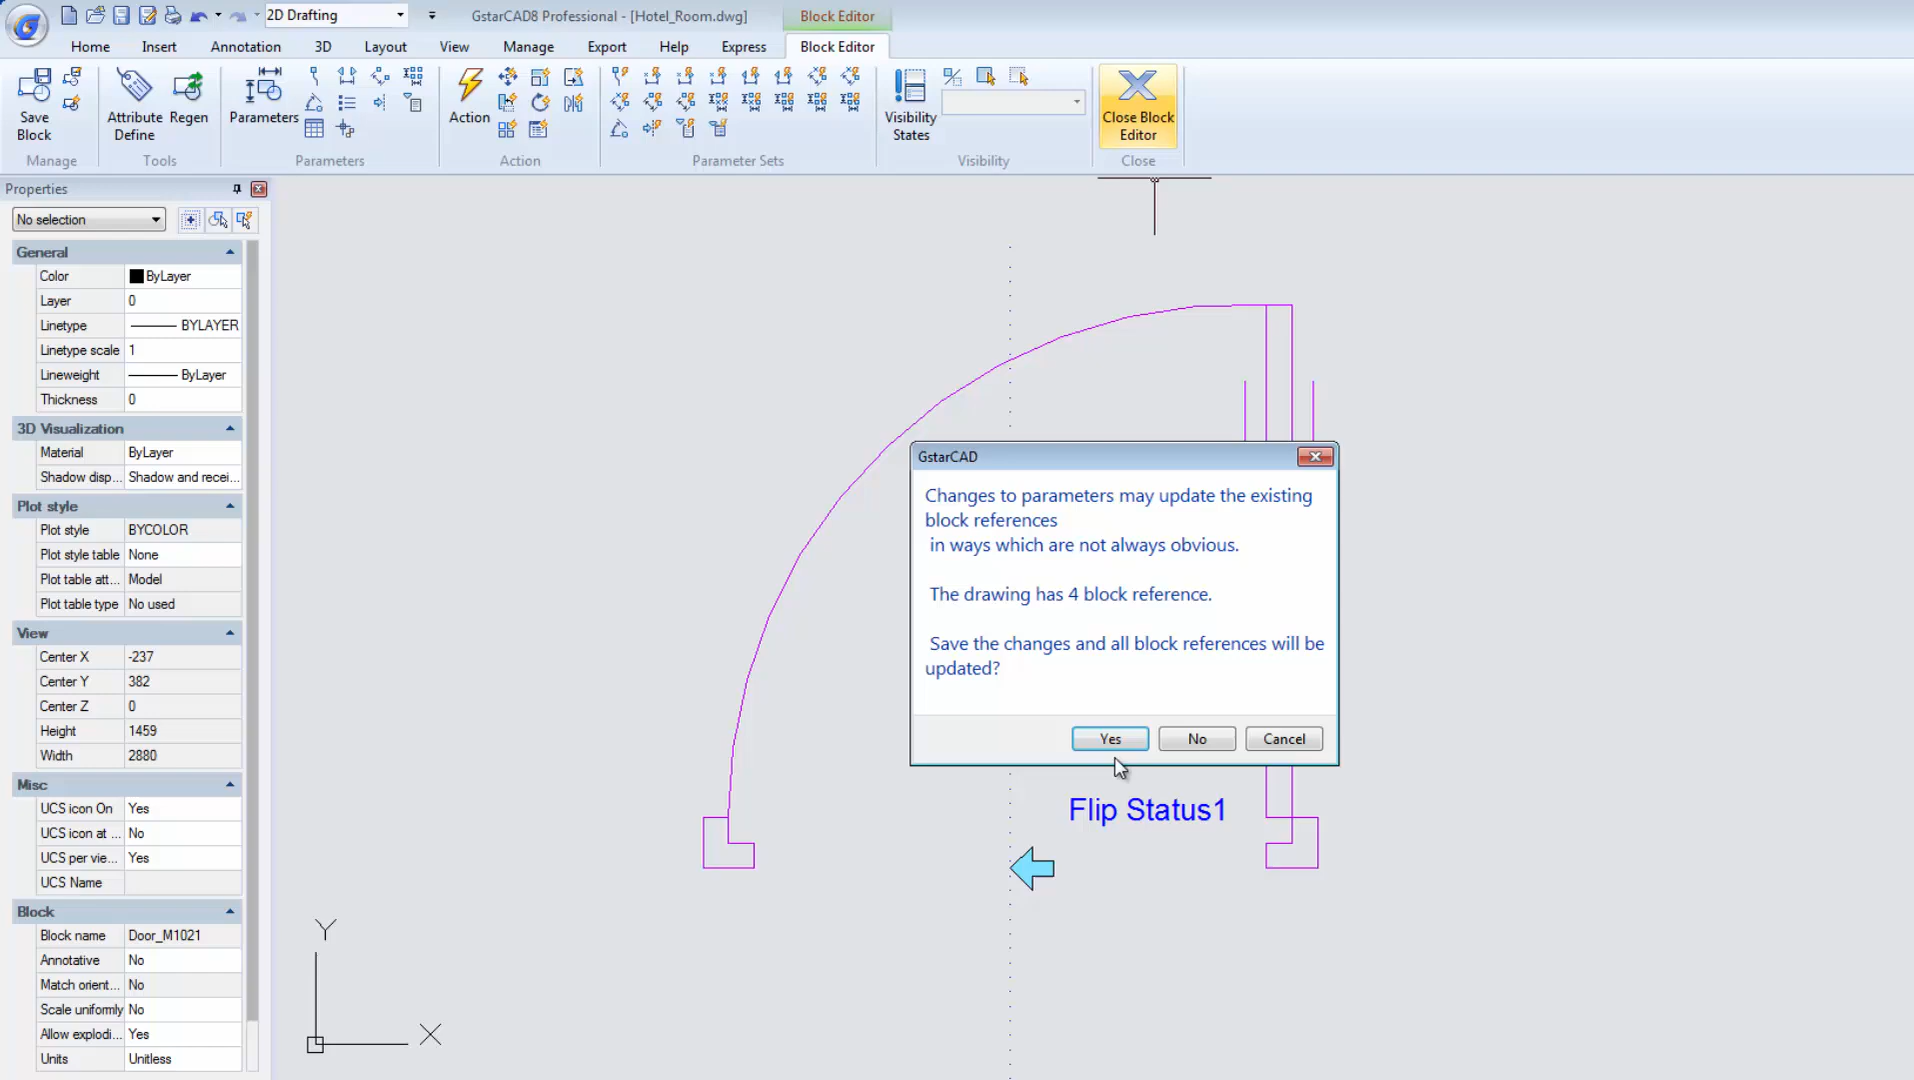 2D Drafting
GstarCAD8 Professional - [Hotel_Room.dwg]
Block Editor
Home Insert Annotation 3D Layout View Manage Export Help Express Block Editor
Save Block
Attribute Define
Regen
Parameters
Action
Visibility States
Close Block Editor
Manage Tools Parameters Action Parameter Sets Visibility Close
Properties
No selection
General
Color ByLayer
Layer 0
Linetype BYLAYER
Linetype scale 1
Lineweight ByLayer
Thickness 0
3D Visualization
Material ByLayer
Shadow disp... Shadow and recei...
Plot style
Plot style BYCOLOR
Plot style table None
Plot table att... Model
Plot table type No used
View
Center X -237
Center Y 382
Center Z 0
Height 1459
Width 2880
Misc
UCS icon On Yes
UCS icon at ... No
UCS per vie... Yes
UCS Name
Block
Block name Door_M1021
Annotative No
Match orient... No
Scale uniformly No
Allow explodi... Yes
Units Unitless
GstarCAD
Changes to parameters may update the existing
block references
in ways which are not always obvious.
The drawing has 4 block reference.
Save the changes and all block references will be
updated?
Yes No Cancel
Flip Status1
Y
X